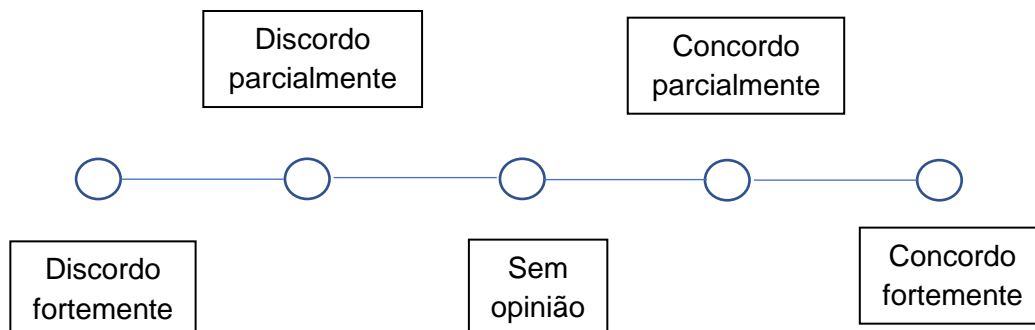 Discordo
parcialmente
Concordo
parcialmente
Discordo
fortemente
Sem
opinião
Concordo
fortemente